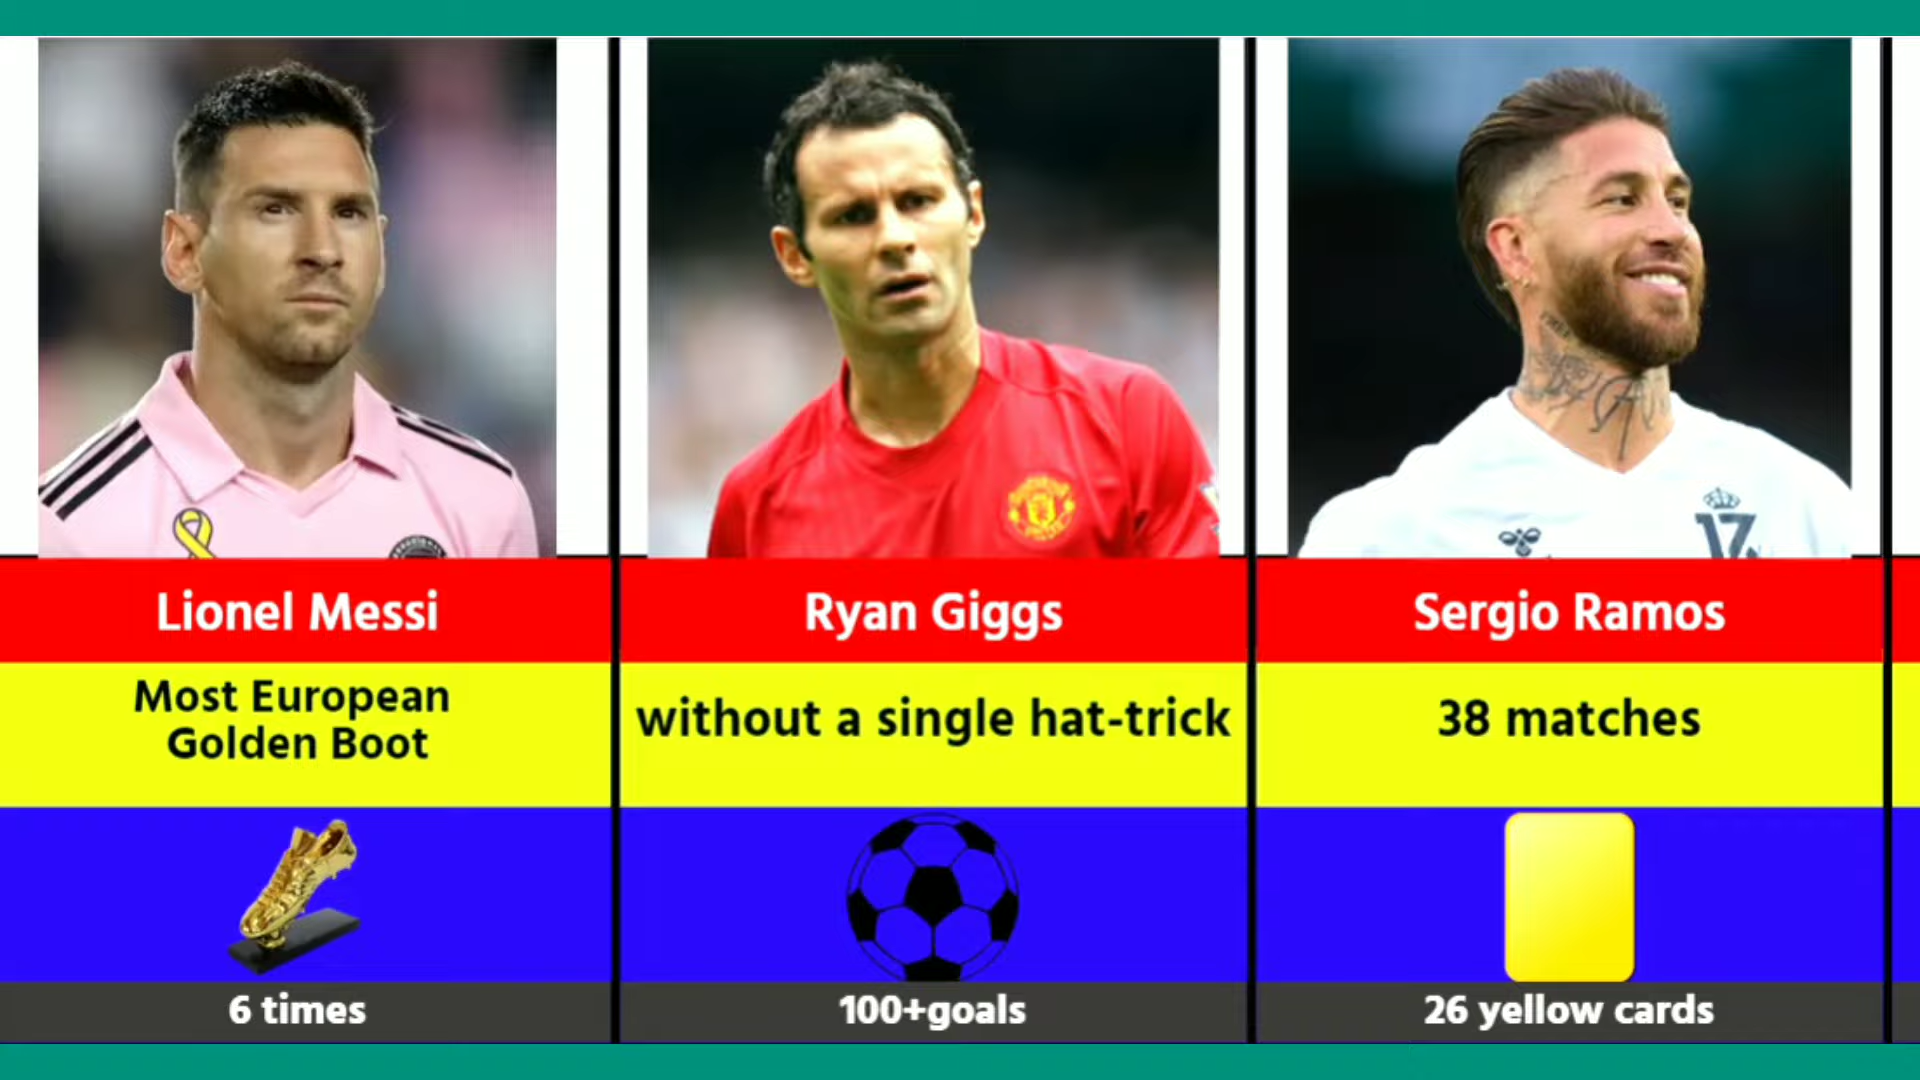 Lionel Messi
Most European
Golden Boot
6 times
Ryan Giggs
without a single hat-trick
100+goals
17
Sergio Ramos
38 matches
26 yellow cards